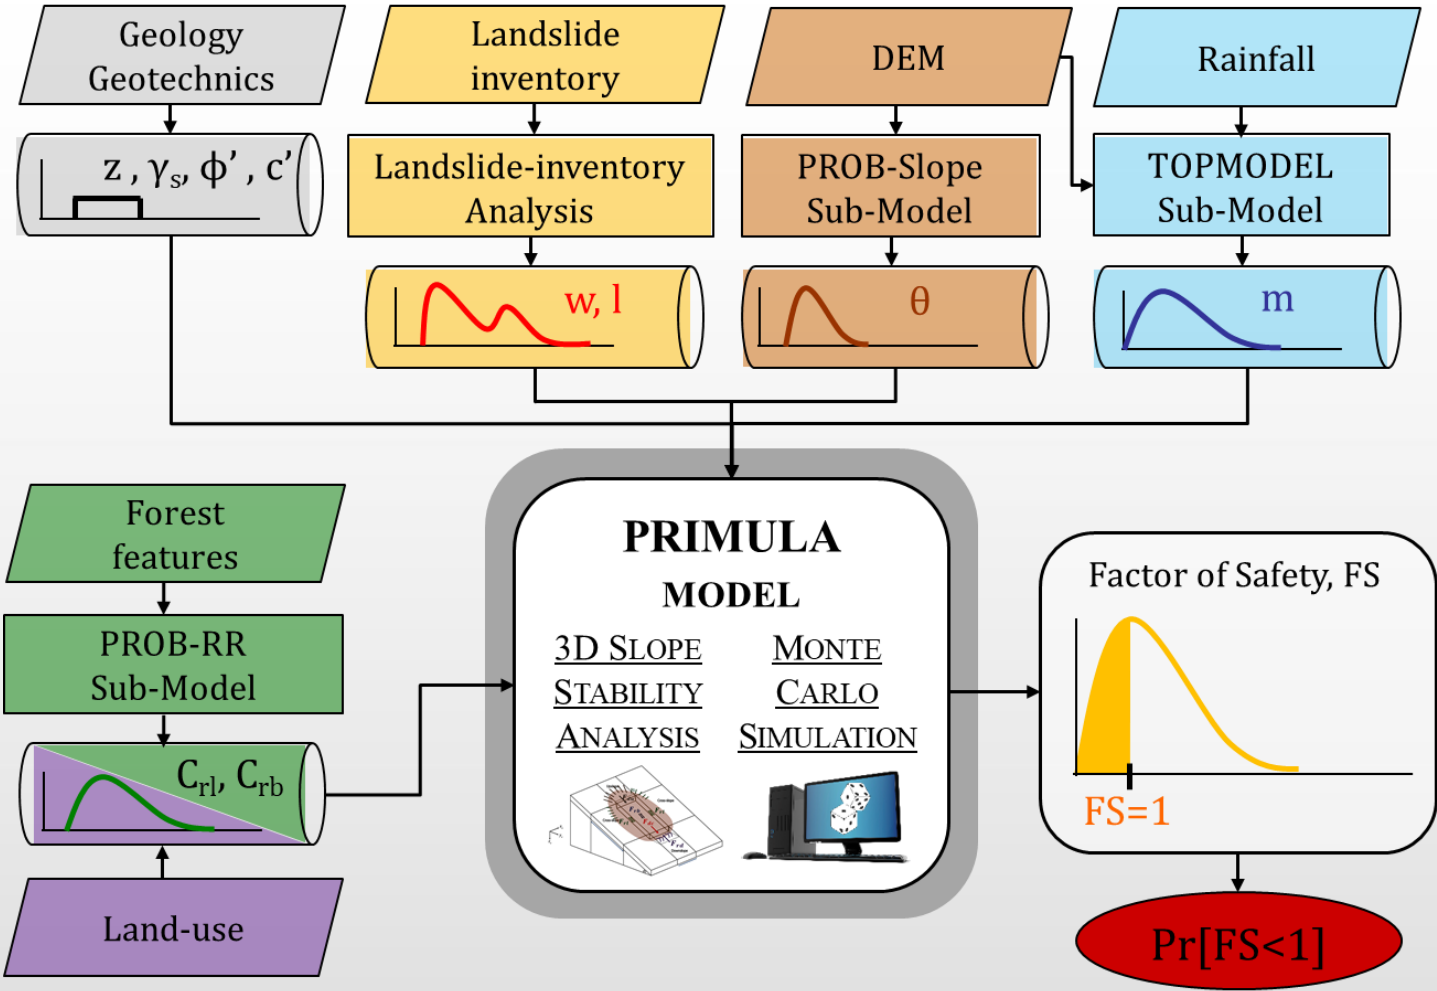 Geology
Geotechnics
Landslide
inventory
DEM
Rainfall
z , γs, ϕ’ , c’
Landslide-inventory
Analysis
PROB-Slope
Sub-Model
TOPMODEL
Sub-Model
w, l
θ
m
Forest
features
PROB-RR
Sub-Model
Crl, Crb
Land-use
PRIMULA
MODEL
3D SLOPE
STABILITY
ANALYSIS
MONTE
CARLO
SIMULATION
Factor of Safety, FS
FS=1
Pr[FS<1]